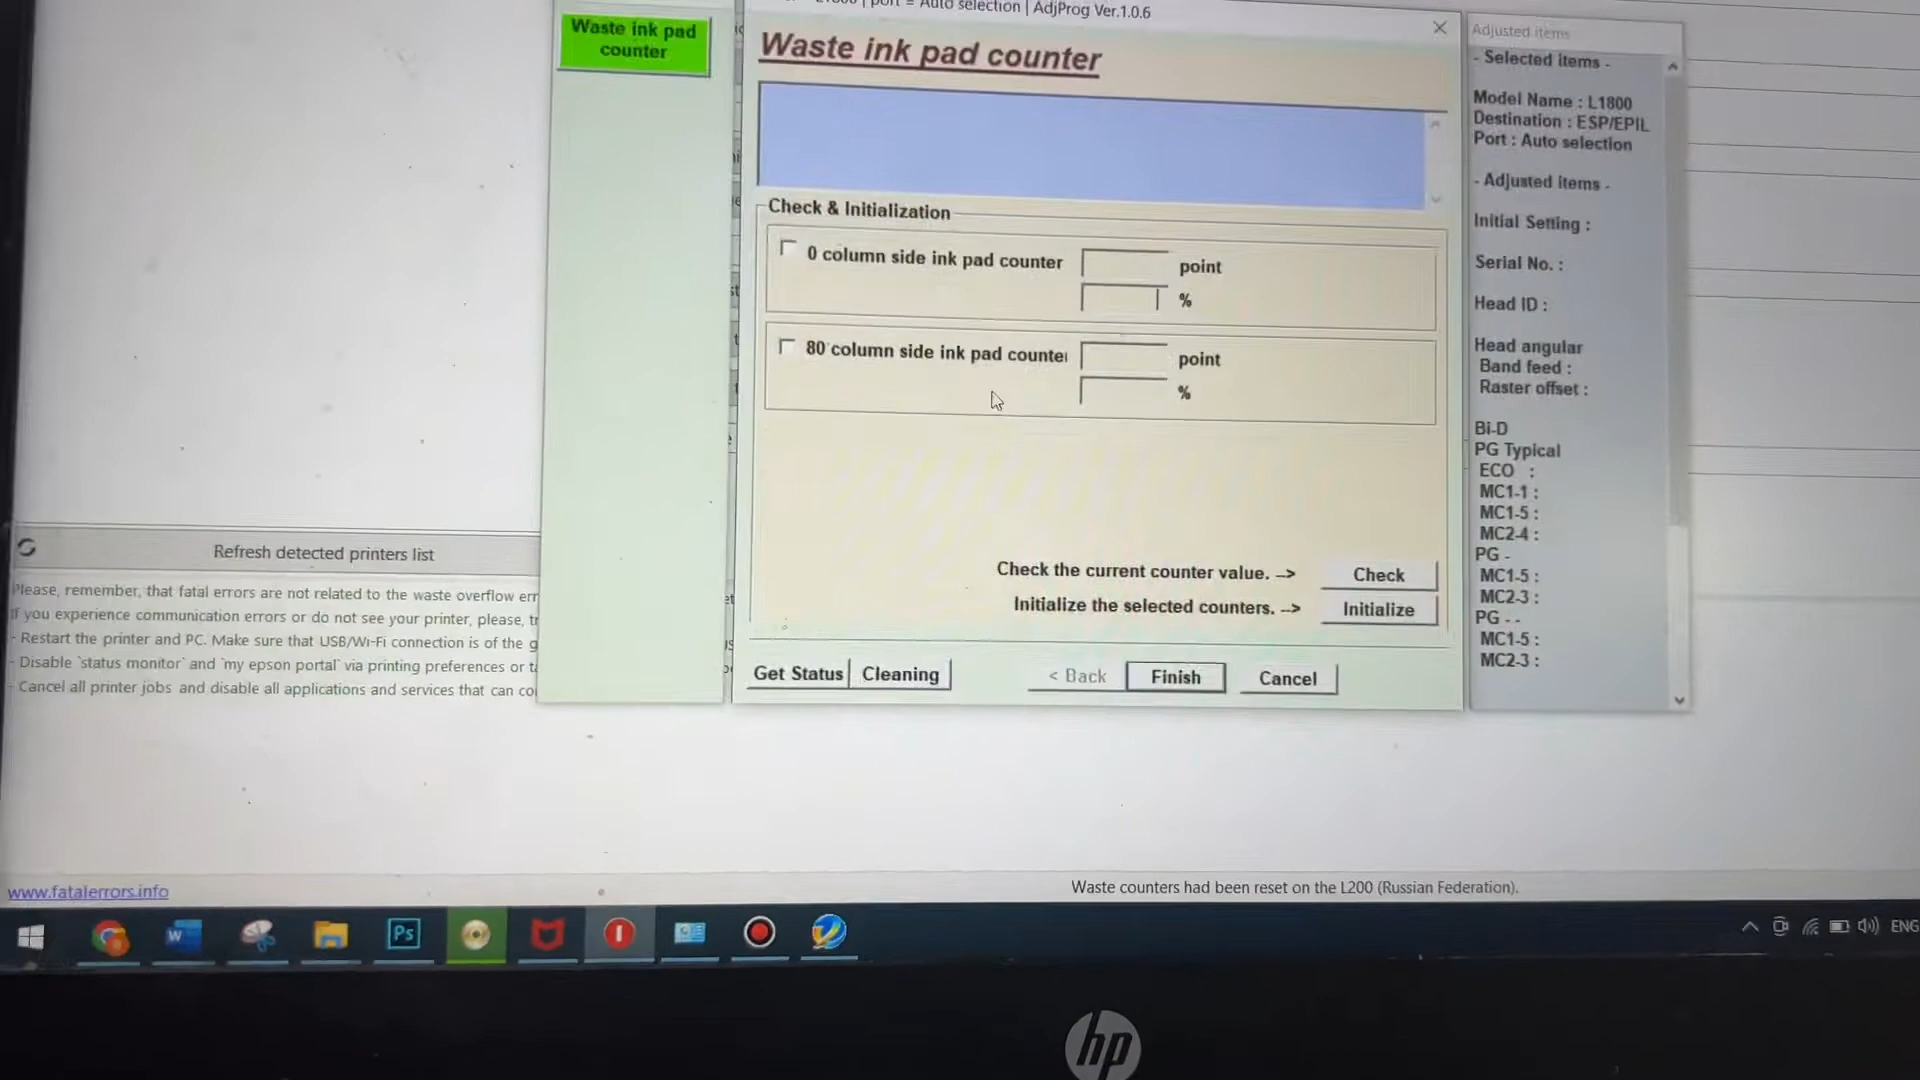 Waste ink pad
counter
port = Auto selection | AdjProg Ver.1.0.6
Waste ink pad counter
Check & Initialization
0 column side ink pad counter
point
%
80 column side ink pad counter
point
%
Check the current counter value. -->
Check
Initialize the selected counters. -->
Initialize
Get Status
Cleaning
< Back
Finish
Cancel
Adjusted items
- Selected items -
Model Name : L1800
Destination : ESP/EPIL
Port : Auto selection
- Adjusted items -
Initial Setting :
Serial No. :
Head ID :
Head angular
Band feed :
Raster offset :
Bi-D
PG Typical
ECO :
MC1-1 :
MC1-5 :
MC2-4 :
PG -
MC1-5 :
MC2-3 :
PG - -
MC1-5 :
MC2-3 :
Refresh detected printers list
Please, remember, that fatal errors are not related to the waste overflow err
If you experience communication errors or do not see your printer, please, tr
- Restart the printer and PC. Make sure that USB/Wi-Fi connection is of the g
- Disable `status monitor` and `my epson portal` via printing preferences or ta
- Cancel all printer jobs and disable all applications and services that can co
www.fatalerrors.info
Waste counters had been reset on the L200 (Russian Federation).
W
Ps
ENG
hp